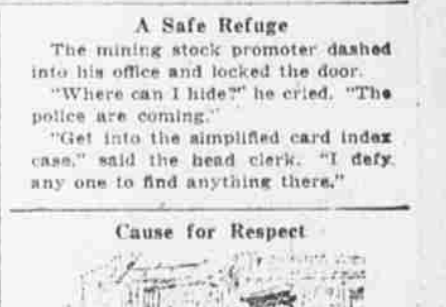 A Safe Refuge
The mining stock promoter dashed
into his office and locked the door.
"Where can I hide?" he cried. "The
police are coming."
"Get into the simplified card index
case," said the head clerk. "I defy
any one to find anything there."
Cause for Respect